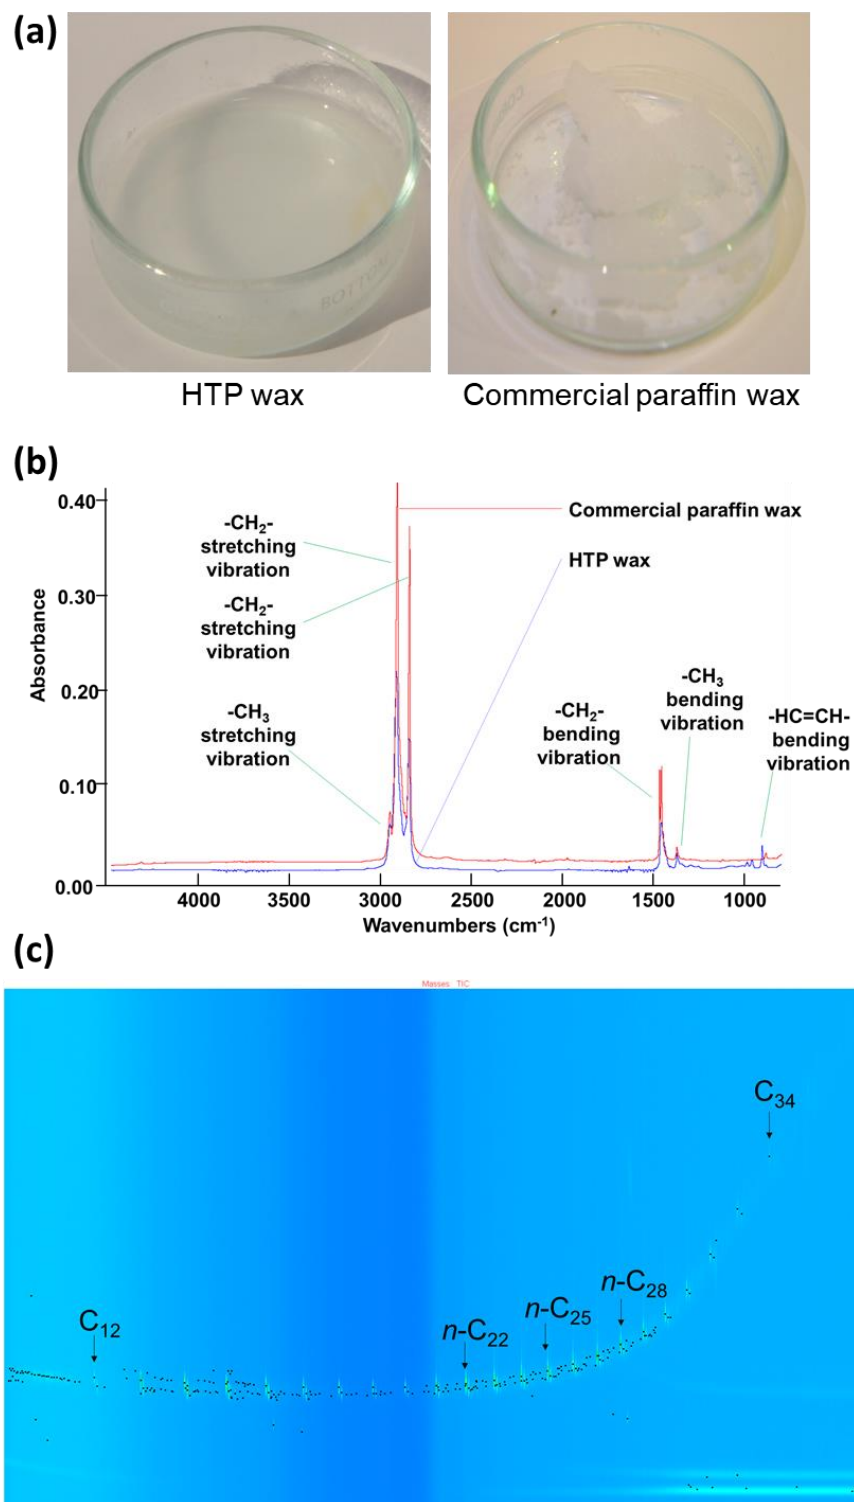 (a)
BOTTOM
HTP wax
Commercial paraffin wax
(b)
0.40
0.30
0.20
0.10
0.00
Absorbance
-CH₂-
stretching
vibration
-CH₂-
stretching
vibration
-CH₃
stretching
vibration
Commercial paraffin wax
HTP wax
-CH₂-
bending
vibration
-CH₃
bending
vibration
-HC=CH-
bending
vibration
4000 3500 3000 2500 2000 1500 1000
Wavenumbers (cm⁻¹)
(c)
Masses TIC
C₁₂
n-C₂₂
n-C₂₅
n-C₂₈
C₃₄